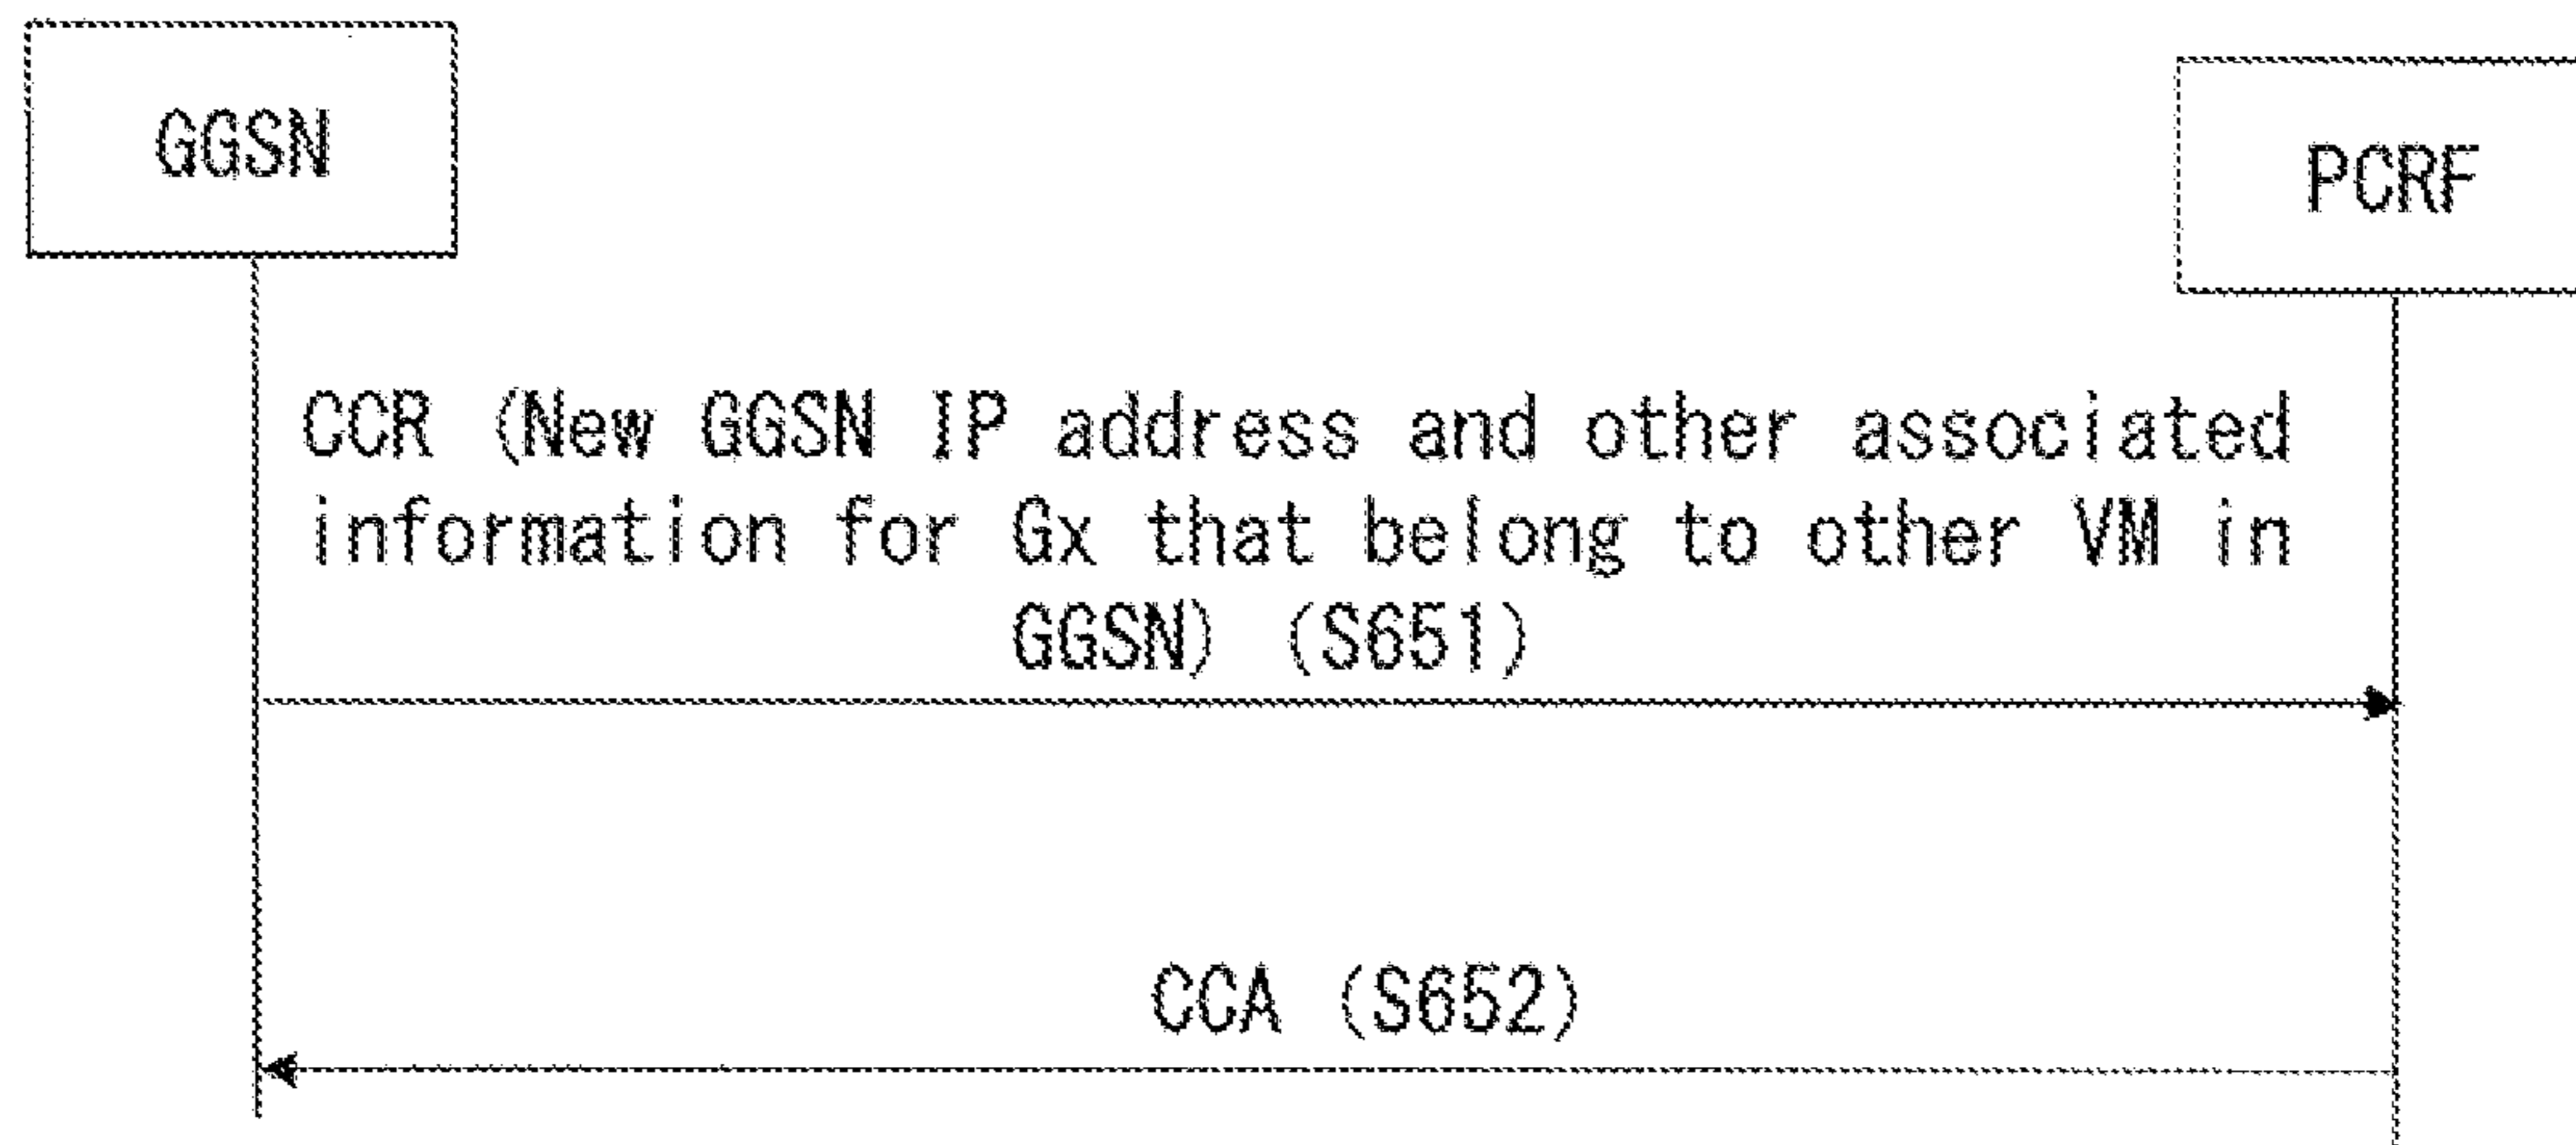 GGSN
PCRF
CCR (New GGSN IP address and other associated
information for Gx that belong to other VM in
GGSN) (S651)
CCA (S652)